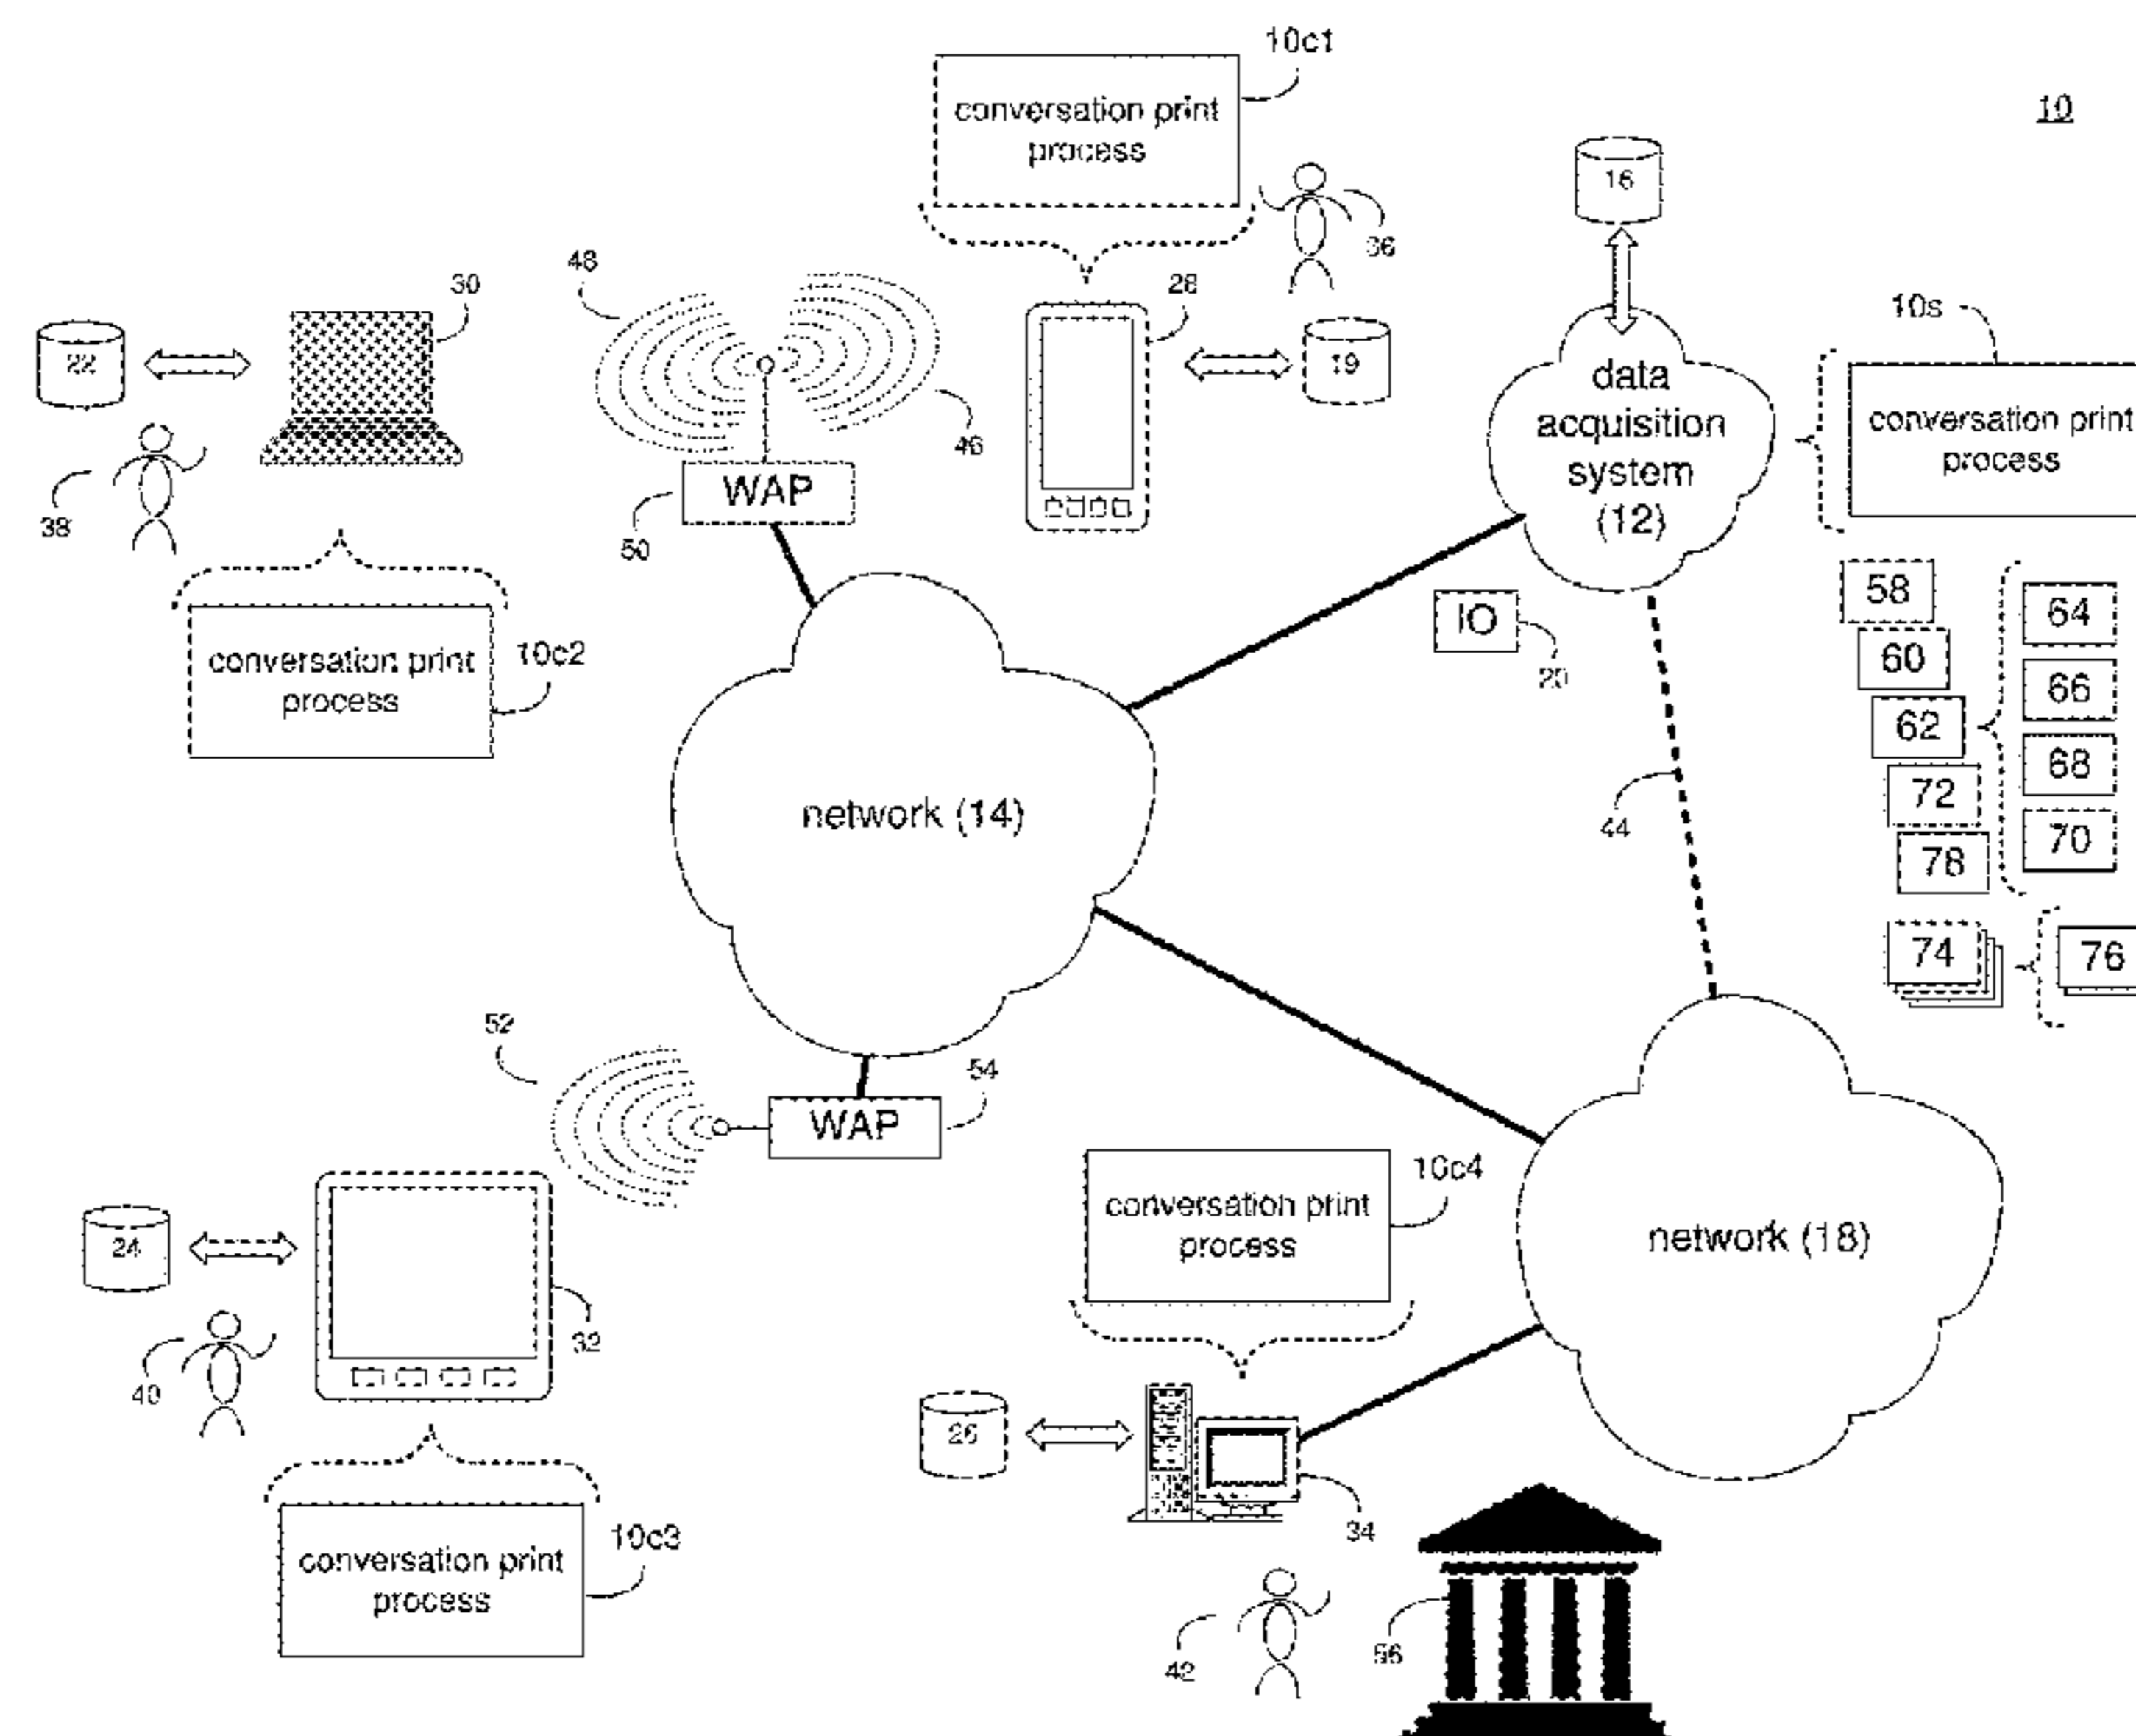 10c1
10
conversation print
process
16
36
48
30
28
10s
22
19
data
acquisition
system
(12)
conversation print
process
46
WAP
38
50
58
64
IO
60
conversation print
process
10c2
20
66
62
68
72
network (14)
44
70
78
74
76
52
54
WAP
10c4
conversation print
process
24
network (18)
32
40
26
34
10c3
conversation print
process
42
56